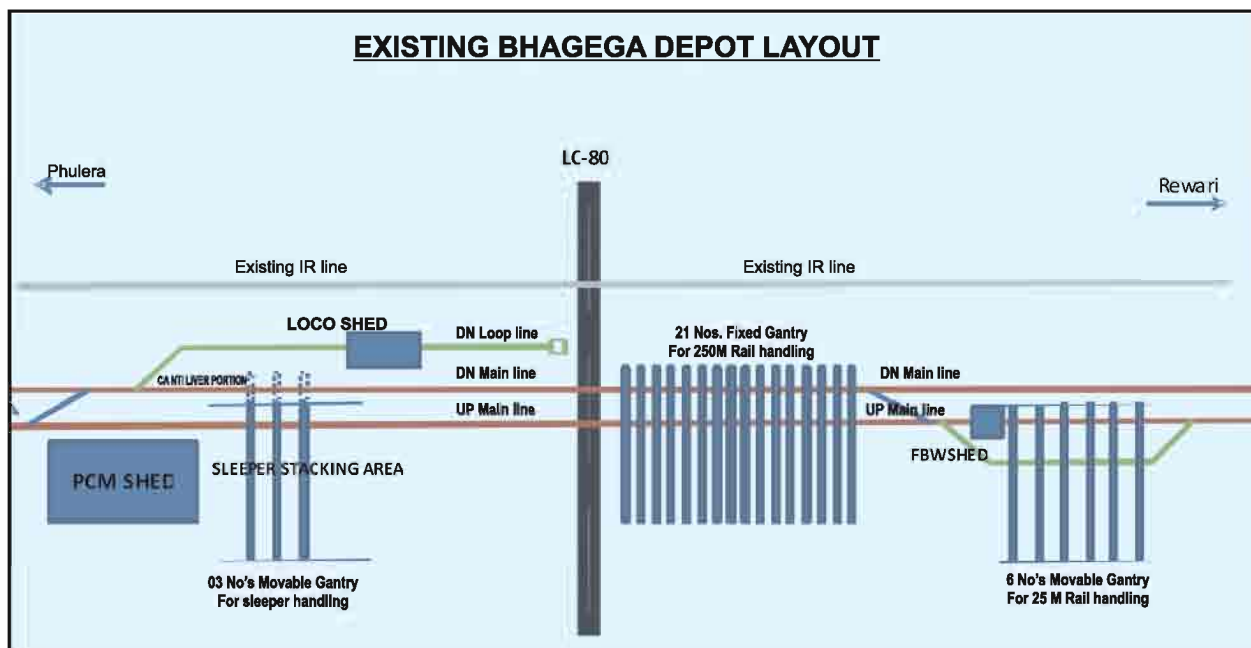 EXISTING BHAGEGA DEPOT LAYOUT
LC-80
Phulera
Rewari
Existing IR line
Existing IR line
LOCO SHED
DN Loop line
21 Nos. Fixed Gantry
For 250M Rail handling
CANTILIVER PORTION
DN Main line
DN Main line
UP Main line
UP Main line
FBWSHED
SLEEPER STACKING AREA
PCM SHED
03 No's Movable Gantry
For sleeper handling
6 No's Movable Gantry
For 25 M Rail handling